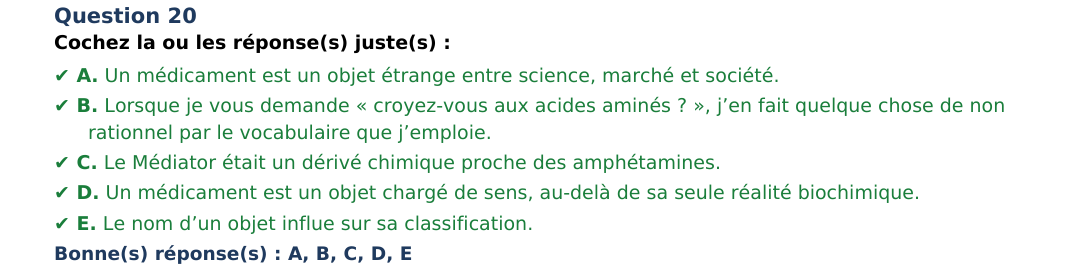 Question 20
Cochez la ou les réponse(s) juste(s) :
✔ A. Un médicament est un objet étrange entre science, marché et société.
✔ B. Lorsque je vous demande « croyez-vous aux acides aminés ? », j’en fait quelque chose de non
rationnel par le vocabulaire que j’emploie.
✔ C. Le Médiator était un dérivé chimique proche des amphétamines.
✔ D. Un médicament est un objet chargé de sens, au-delà de sa seule réalité biochimique.
✔ E. Le nom d’un objet influe sur sa classification.
Bonne(s) réponse(s) : A, B, C, D, E